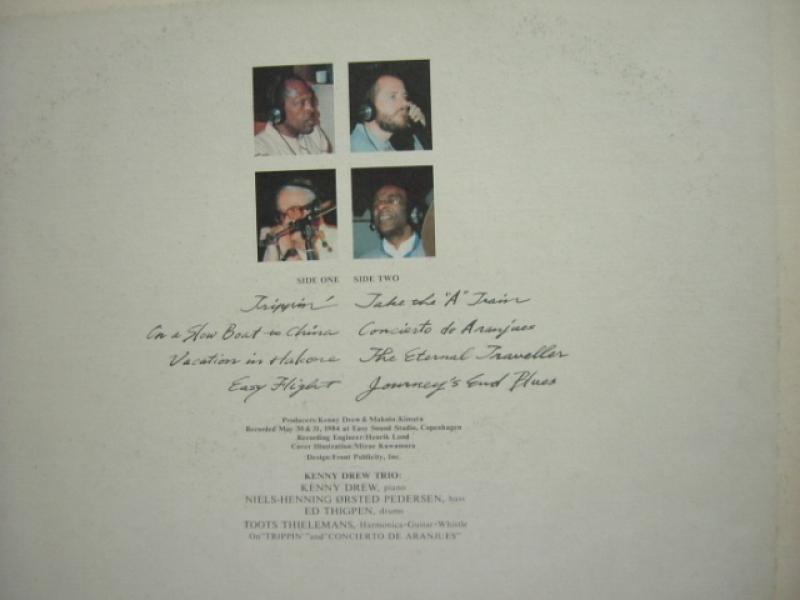 SIDE ONE SIDE TWO
Trippin' Take the "A" Train
On a Slow Boat to China Concierto de Aranjues
Vacation in Hakone The Eternal Traveller
Easy Flight Journey's End Blues
Producers/Kenny Drew & Makoto Kimata
Recorded May 30 & 31, 1984 at Easy Sound Studio, Copenhagen
Recording Engineer/Henrik Lund
Cover Illustration/Mizue Kawamura
Design/Front Publicity, Inc.
KENNY DREW TRIO:
KENNY DREW, piano
NIELS-HENNING ØRSTED PEDERSEN, bass
ED THIGPEN, drums
TOOTS THIELEMANS, Harmonica•Guitar•Whistle
On "TRIPPIN'" and "CONCIERTO DE ARANJUES"